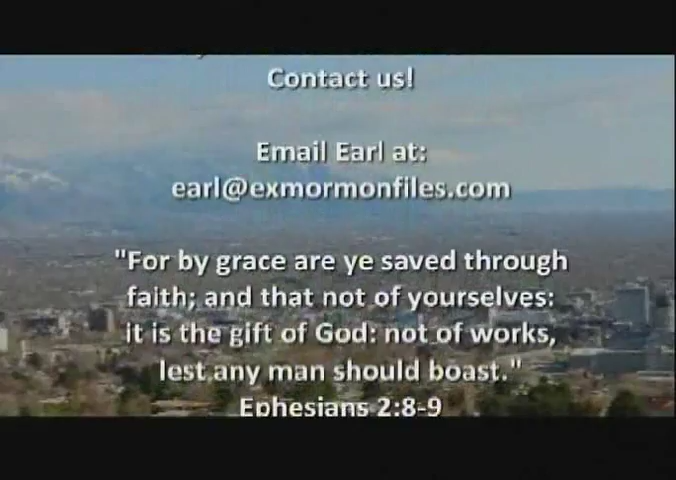 Contact us!
Email Earl at:
earl@exmormonfiles.com
"For by grace are ye saved through
faith; and that not of yourselves:
it is the gift of God: not of works,
lest any man should boast."
Ephesians 2:8-9